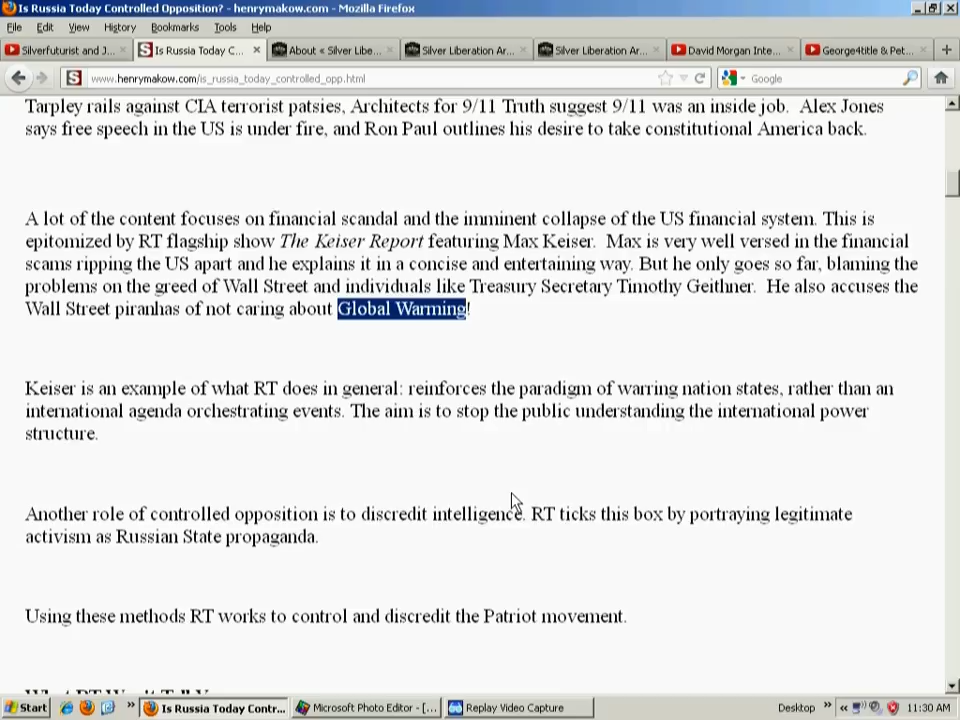 Is Russia Today Controlled Opposition? - henrymakow.com - Mozilla Firefox
File Edit View History Bookmarks Tools Help
Silverfuturist and J...
Is Russia Today C...
About « Silver Libe...
Silver Liberation Ar...
Silver Liberation Ar...
David Morgan Inte...
George4title & Pet...
www.henrymakow.com/is_russia_today_controlled_opp.html
Google
Tarpley rails against CIA terrorist patsies, Architects for 9/11 Truth suggest 9/11 was an inside job. Alex Jones
says free speech in the US is under fire, and Ron Paul outlines his desire to take constitutional America back.
A lot of the content focuses on financial scandal and the imminent collapse of the US financial system. This is
epitomized by RT flagship show The Keiser Report featuring Max Keiser. Max is very well versed in the financial
scams ripping the US apart and he explains it in a concise and entertaining way. But he only goes so far, blaming the
problems on the greed of Wall Street and individuals like Treasury Secretary Timothy Geithner. He also accuses the
Wall Street piranhas of not caring about Global Warming!
Keiser is an example of what RT does in general: reinforces the paradigm of warring nation states, rather than an
international agenda orchestrating events. The aim is to stop the public understanding the international power
structure.
Another role of controlled opposition is to discredit intelligence. RT ticks this box by portraying legitimate
activism as Russian State propaganda.
Using these methods RT works to control and discredit the Patriot movement.
Start
Is Russia Today Contr...
Microsoft Photo Editor - [...
Replay Video Capture
Desktop
11:30 AM